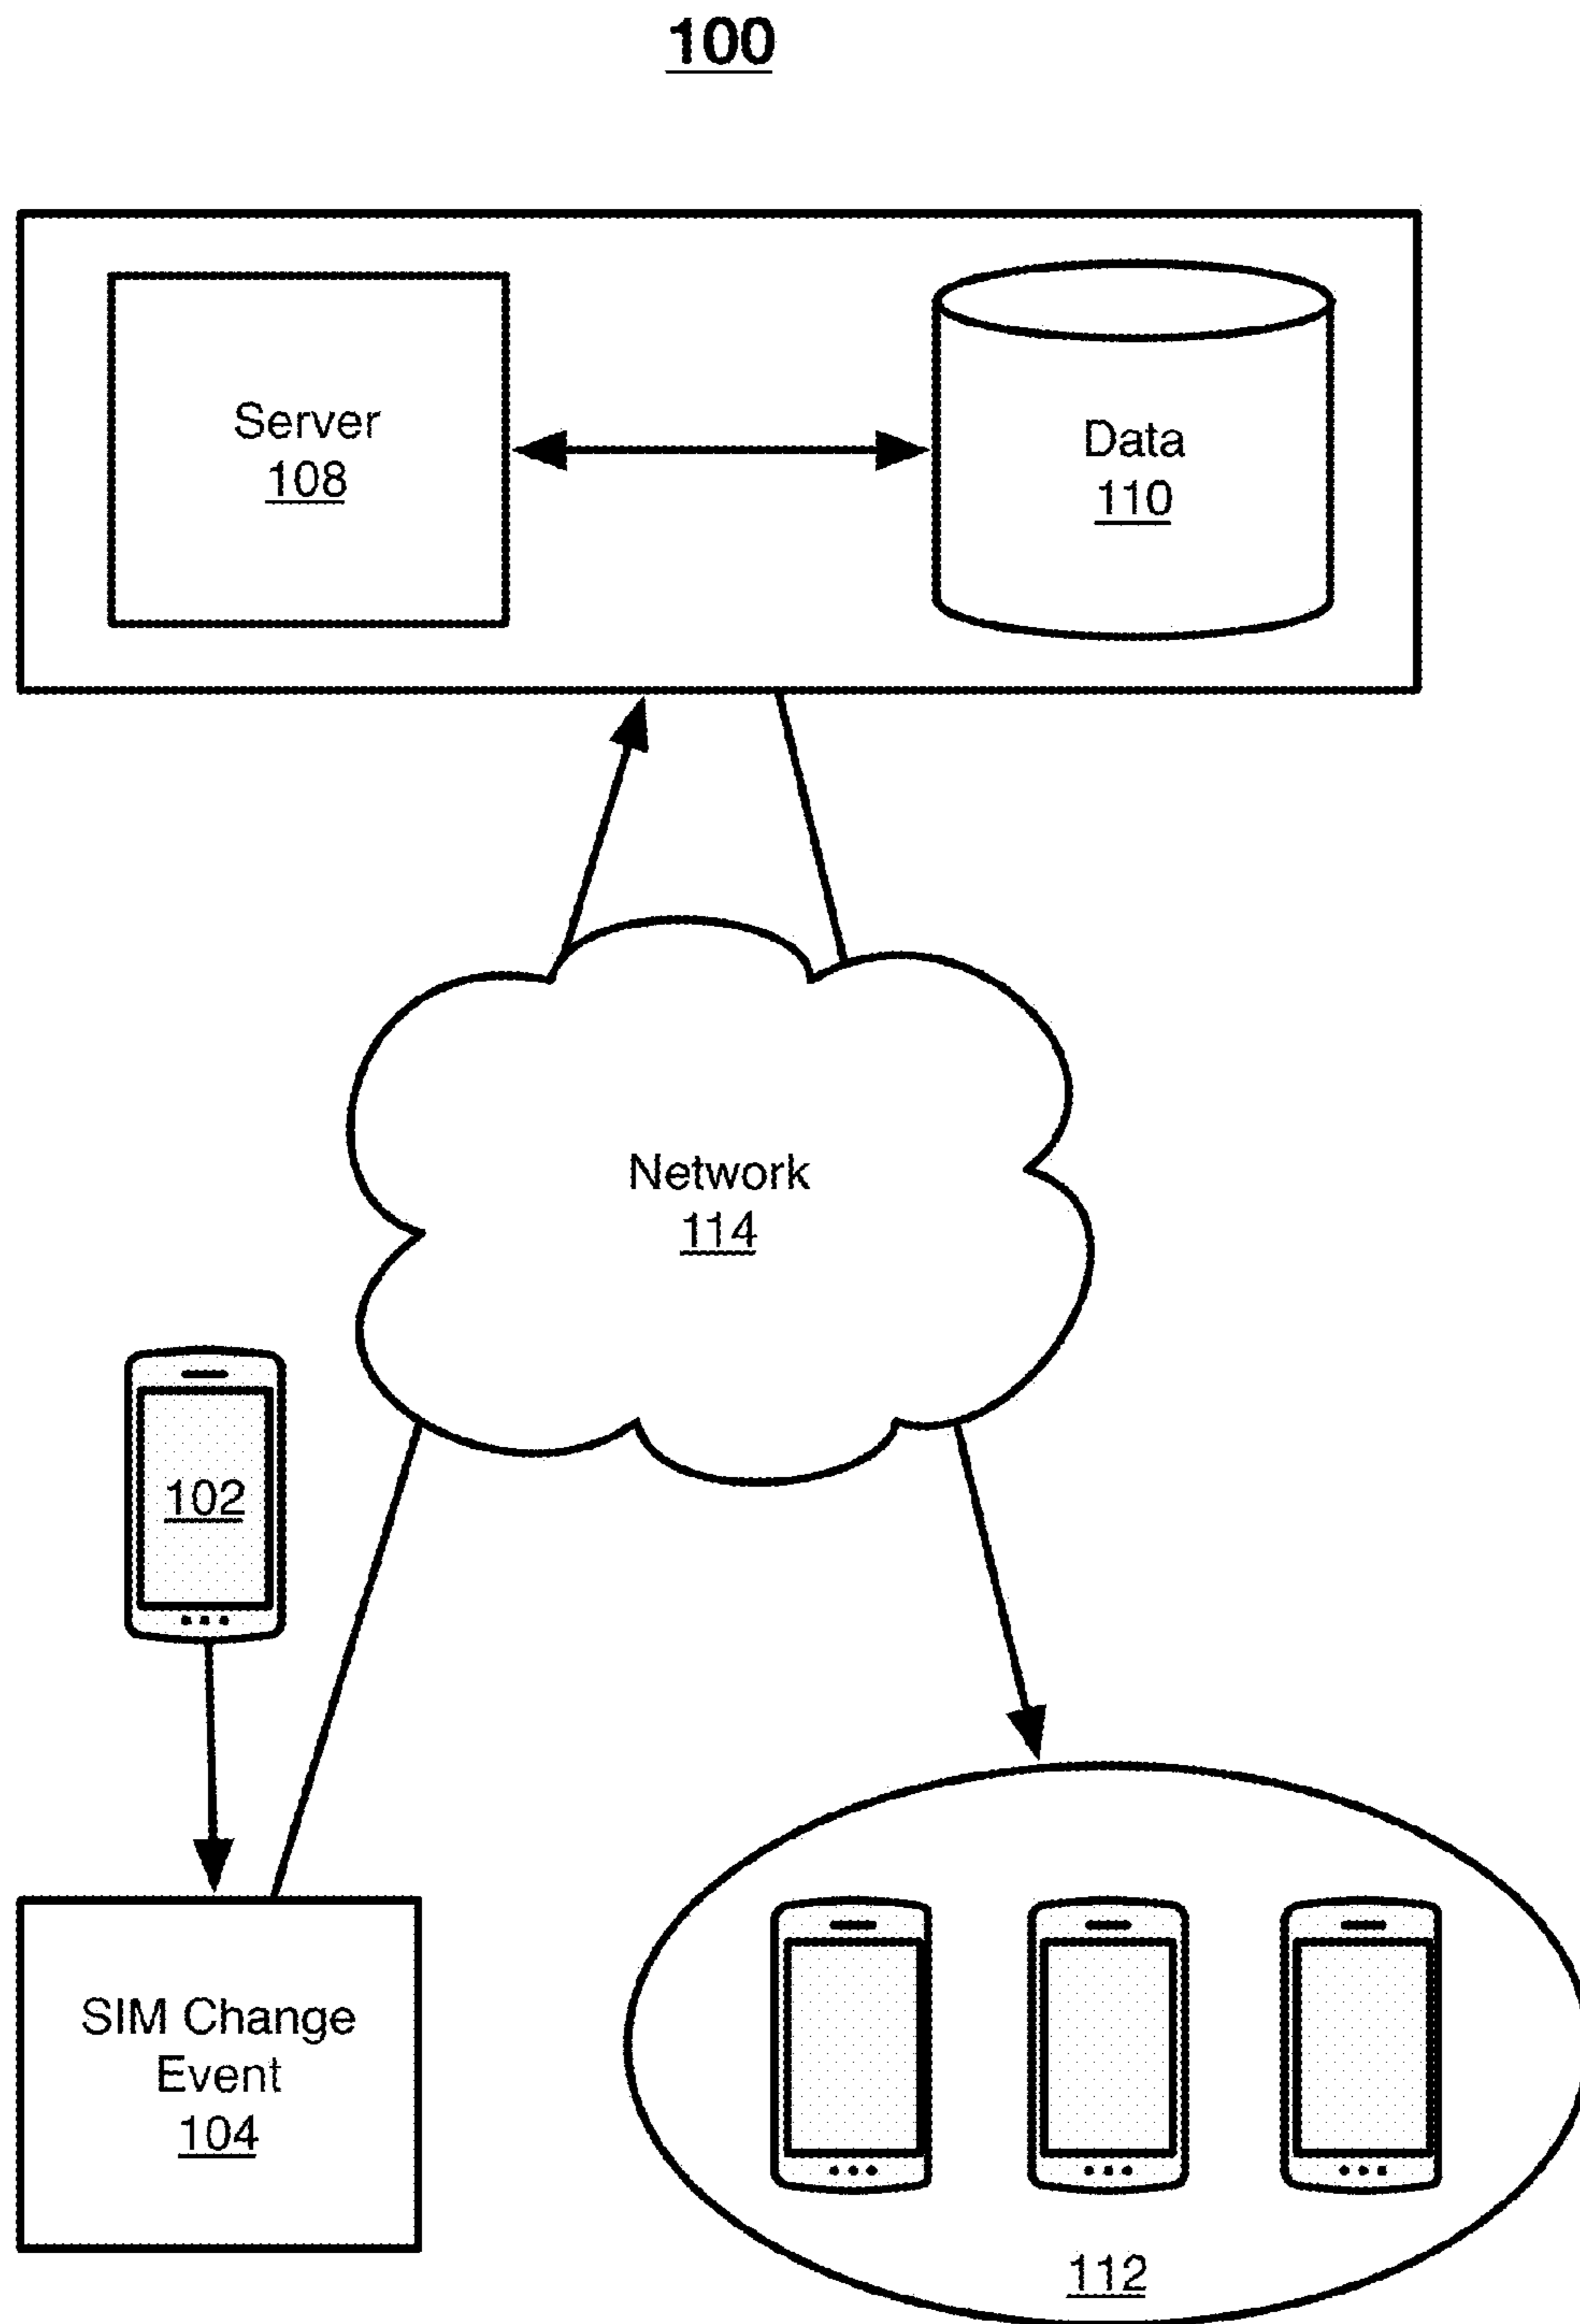 100
Server
108
Data
110
Network
114
102
SIM Change
Event
104
112